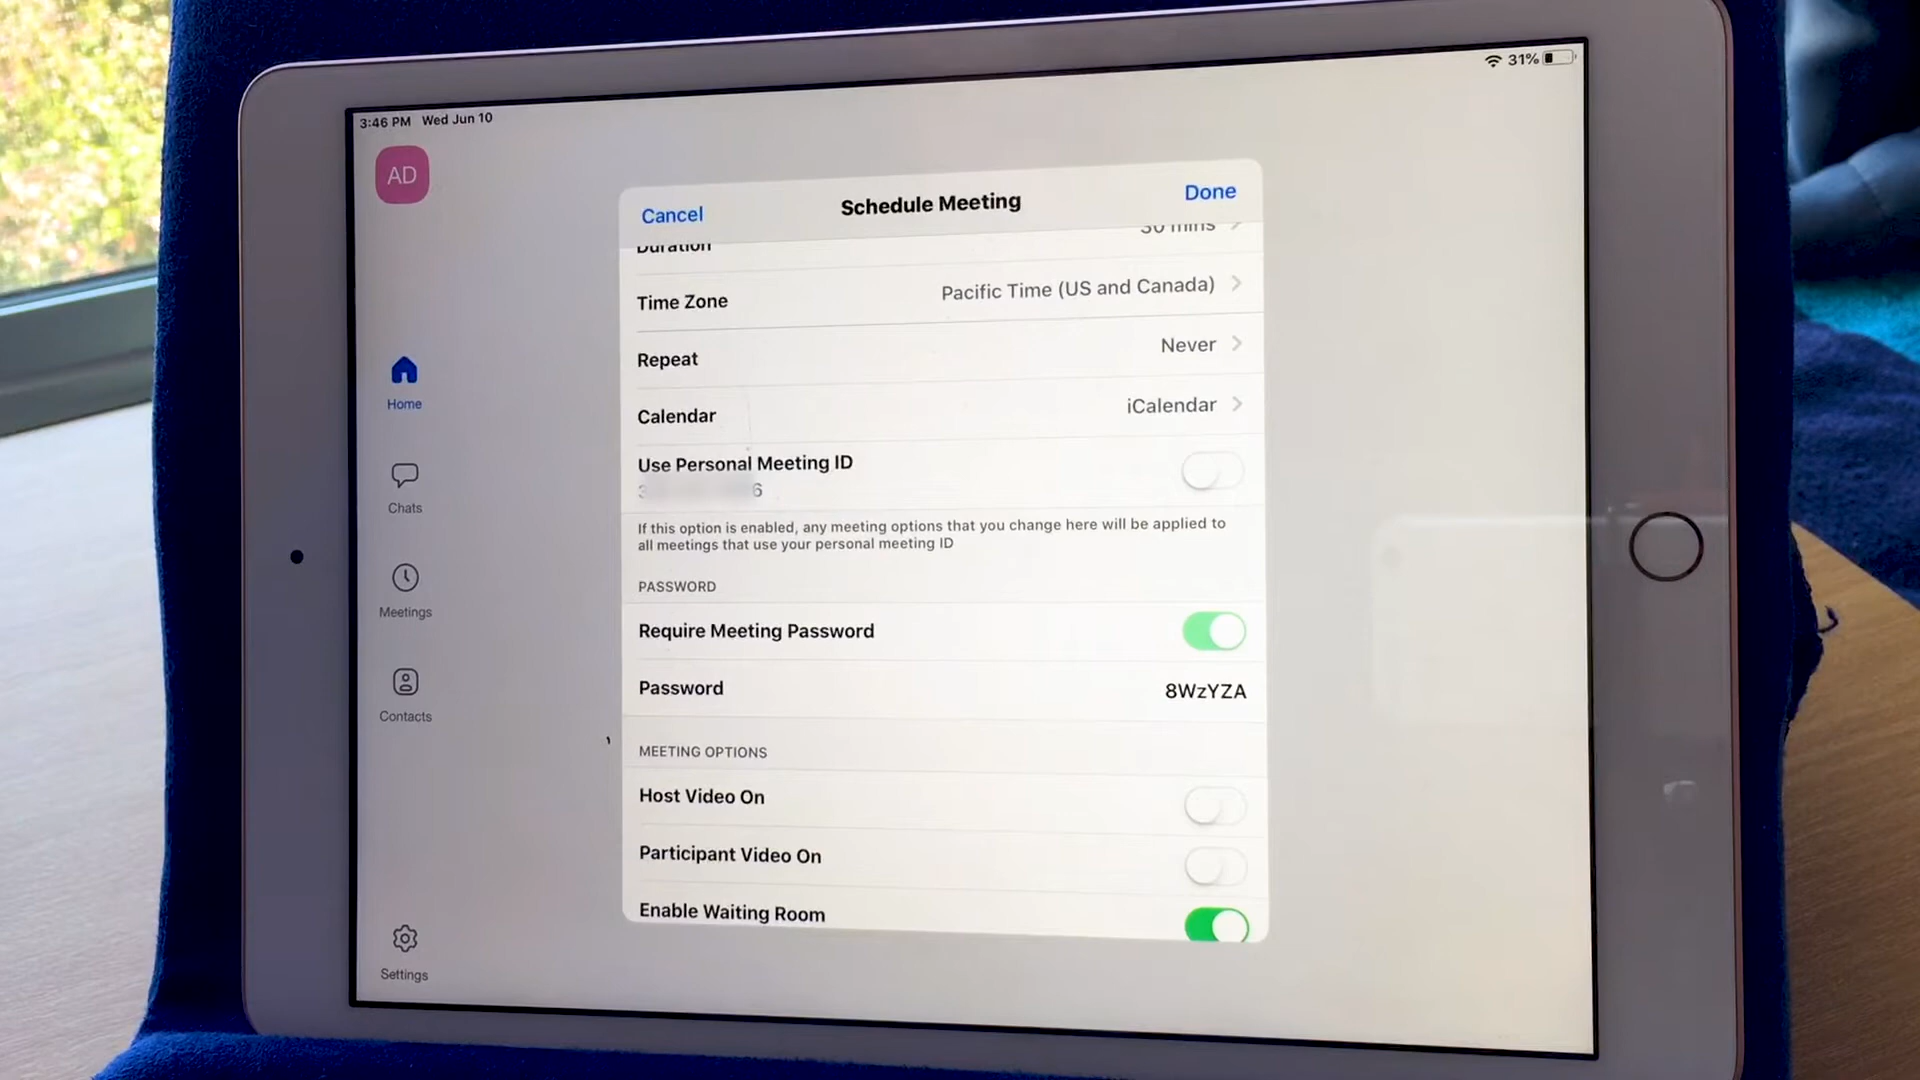 3:46 PM Wed Jun 10
31%
AD
Cancel
Schedule Meeting
Done
Duration
30 mins
Time Zone
Pacific Time (US and Canada)
Repeat
Never
Calendar
iCalendar
Use Personal Meeting ID
If this option is enabled, any meeting options that you change here will be applied to
all meetings that use your personal meeting ID
PASSWORD
Require Meeting Password
Password
8WzYZA
MEETING OPTIONS
Host Video On
Participant Video On
Enable Waiting Room
Home
Chats
Meetings
Contacts
Settings